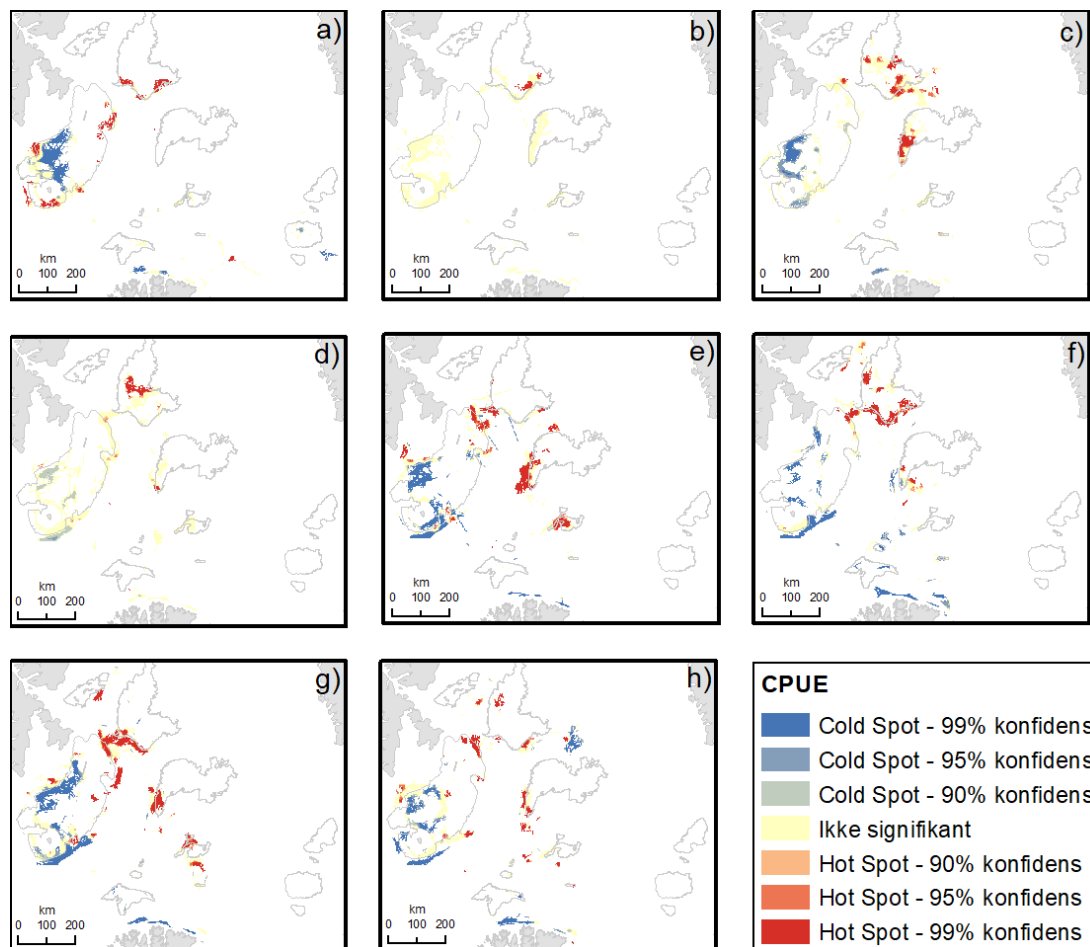 a)
km
0 100 200
b)
km
0 100 200
c)
km
0 100 200
d)
km
0 100 200
e)
km
0 100 200
f)
km
0 100 200
g)
km
0 100 200
h)
km
0 100 200
CPUE
Cold Spot - 99% konfidens
Cold Spot - 95% konfidens
Cold Spot - 90% konfidens
Ikke signifikant
Hot Spot - 90% konfidens
Hot Spot - 95% konfidens
Hot Spot - 99% konfidens